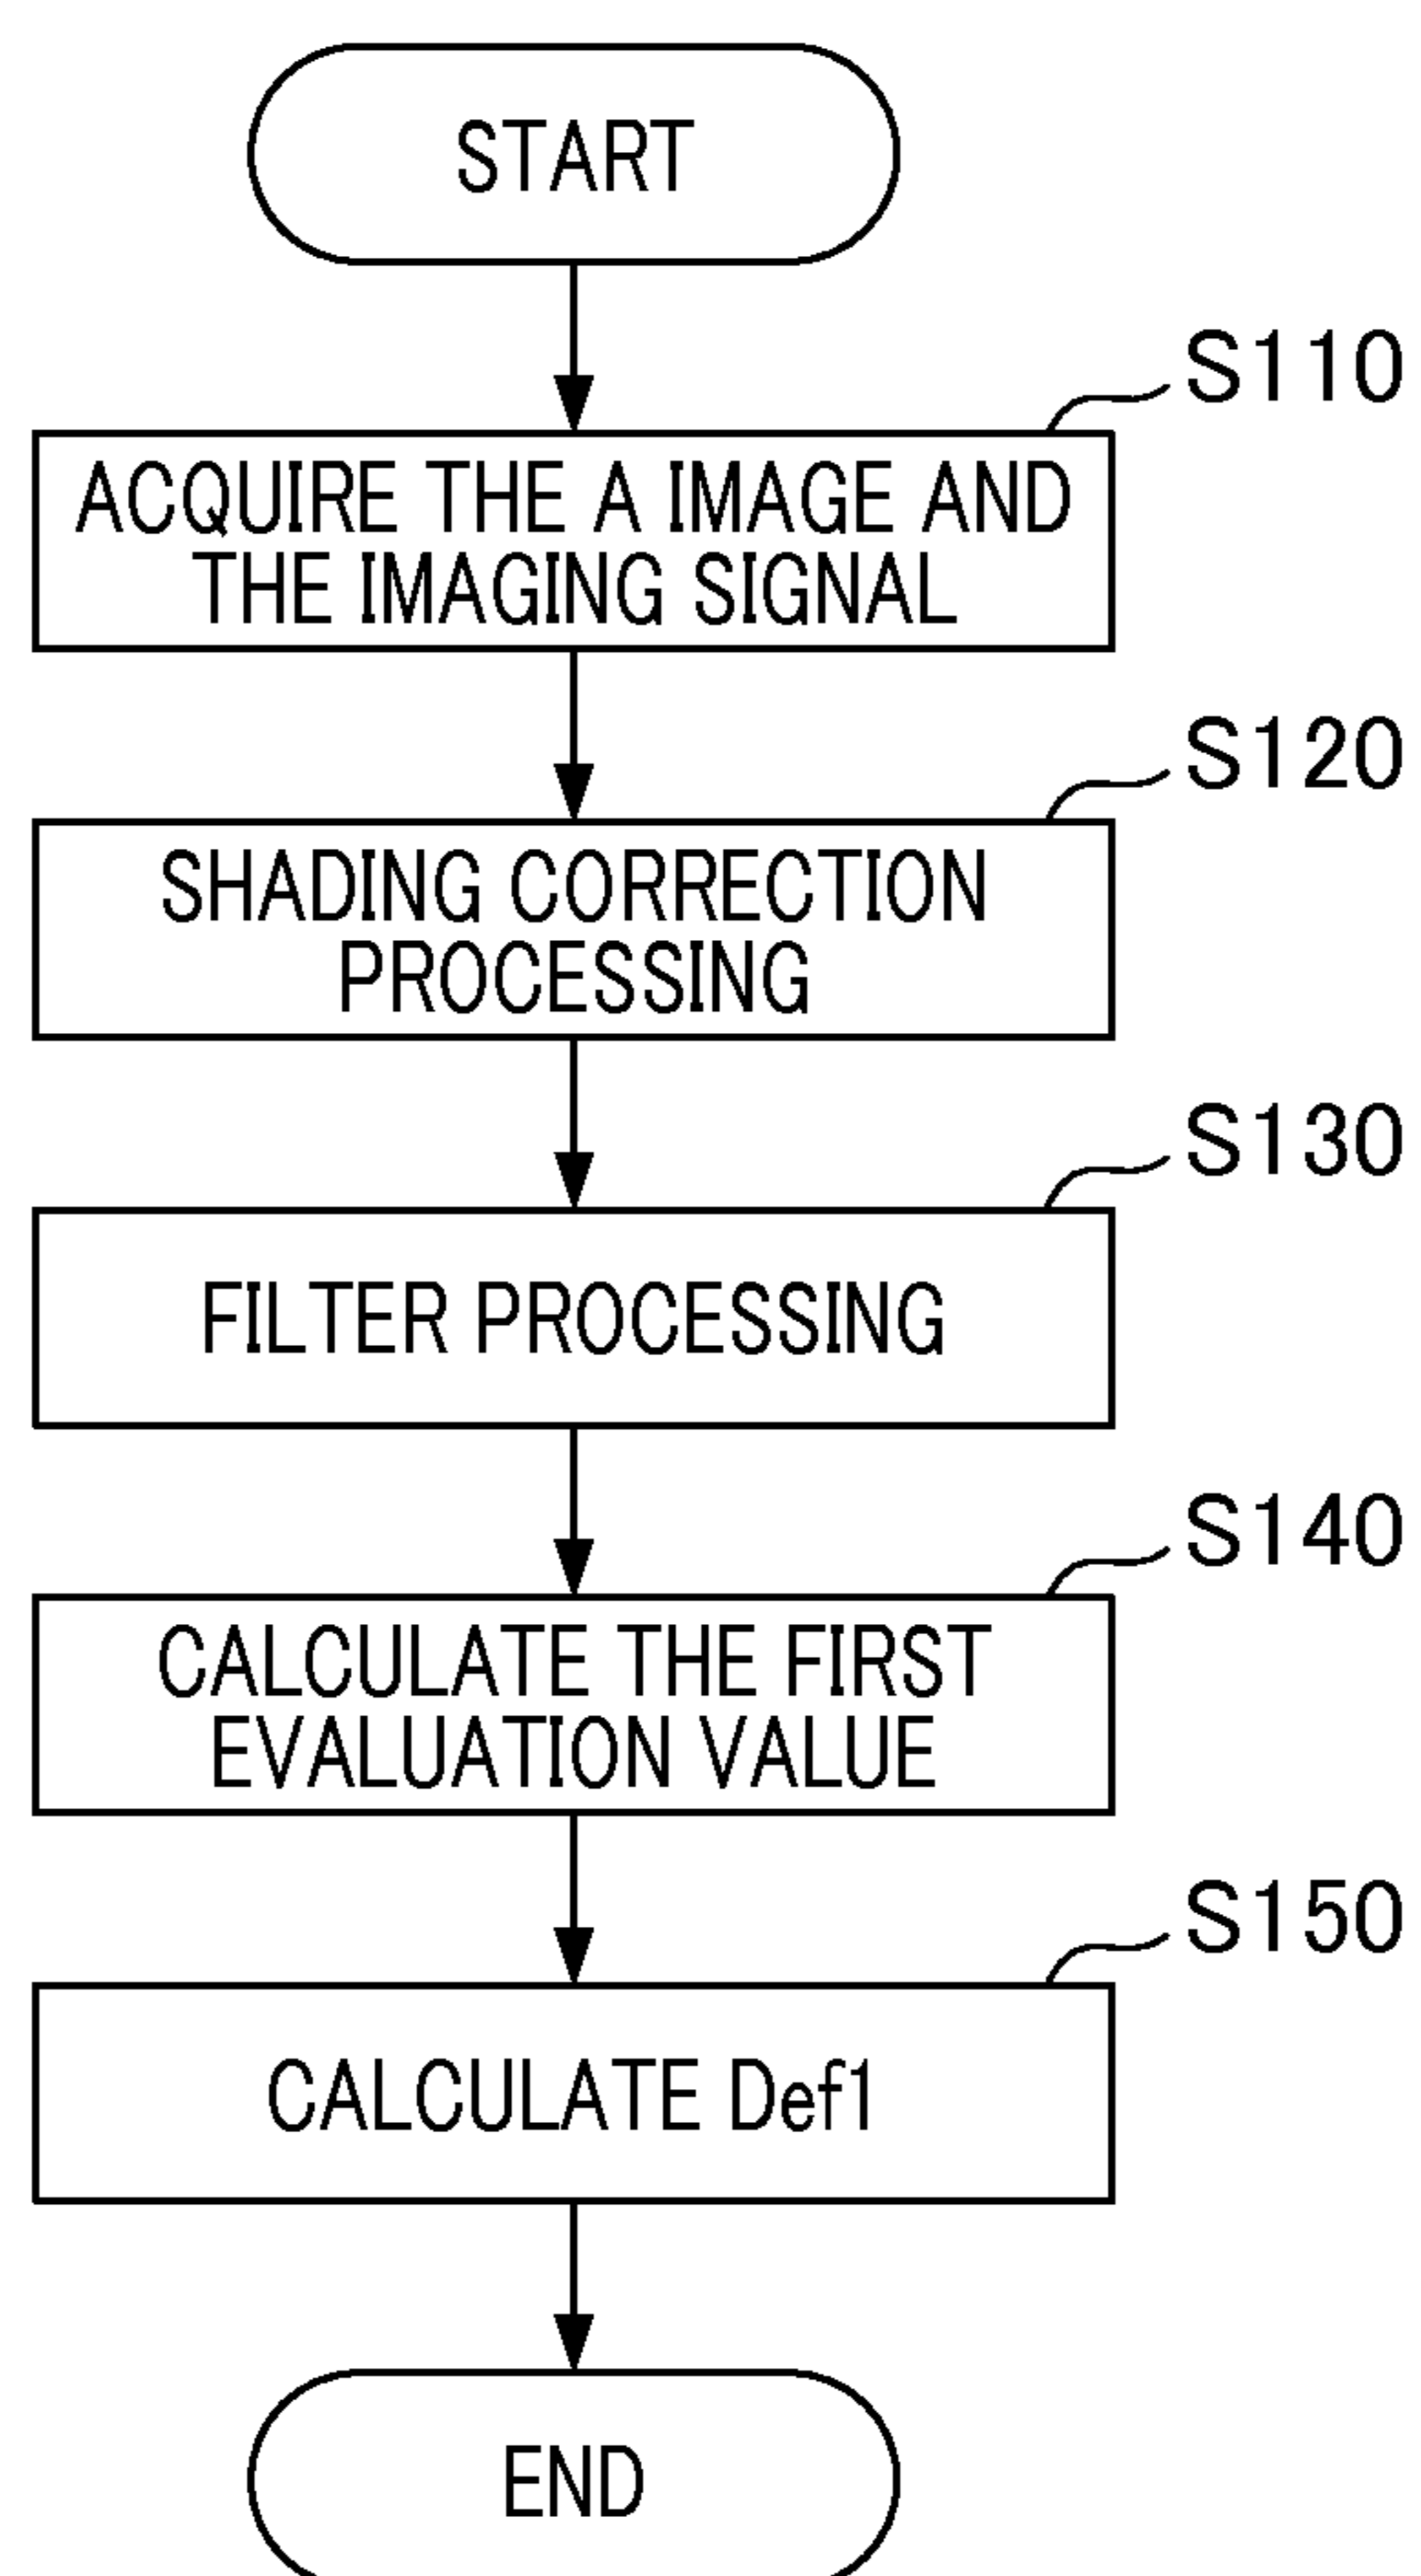 START
S110
ACQUIRE THE A IMAGE AND
THE IMAGING SIGNAL
S120
SHADING CORRECTION
PROCESSING
S130
FILTER PROCESSING
S140
CALCULATE THE FIRST
EVALUATION VALUE
S150
CALCULATE Def1
END